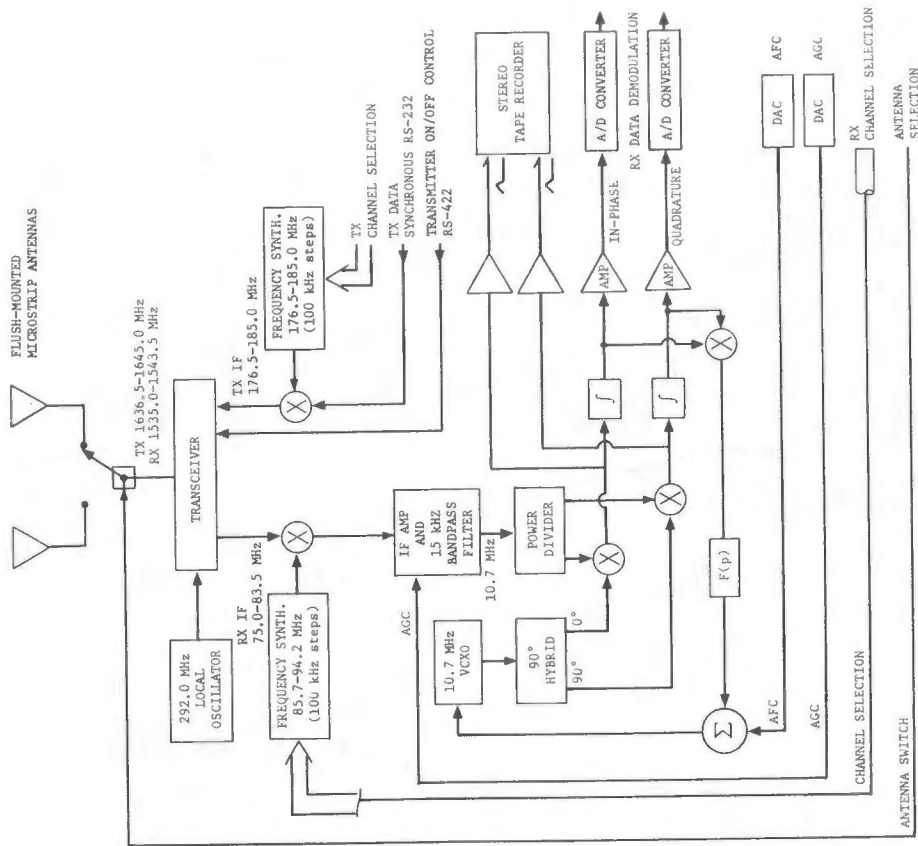 FLUSH-MOUNTED
MICROSTRIP ANTENNAS
TX 1636.5-1645.0 MHz
RX 1535.0-1543.5 MHz
TRANSCEIVER
292.0 MHz
LOCAL
OSCILLATOR
TX IF
176.5-185.0 MHz
FREQUENCY SYNTH.
176.5-185.0 MHz
(100 kHz steps)
TX
CHANNEL SELECTION
TX DATA
SYNCHRONOUS RS-232
TRANSMITTER ON/OFF CONTROL
RS-422
RX IF
75.0-83.5 MHz
FREQUENCY SYNTH.
85.7-94.2 MHz
(100 kHz steps)
AGC
IF AMP
AND
15 kHz
BANDPASS
FILTER
10.7 MHz
POWER
DIVIDER
10.7 MHz
VCXO
90°
HYBRID
90°
0°
STEREO
TAPE RECORDER
∫
∫
AMP
AMP
IN-PHASE
QUADRATURE
A/D CONVERTER
RX DATA DEMODULATION
A/D CONVERTER
F(p)
Σ
AFC
AGC
DAC
AFC
DAC
AGC
CHANNEL SELECTION
RX
CHANNEL SELECTION
ANTENNA SWITCH
ANTENNA
SELECTION